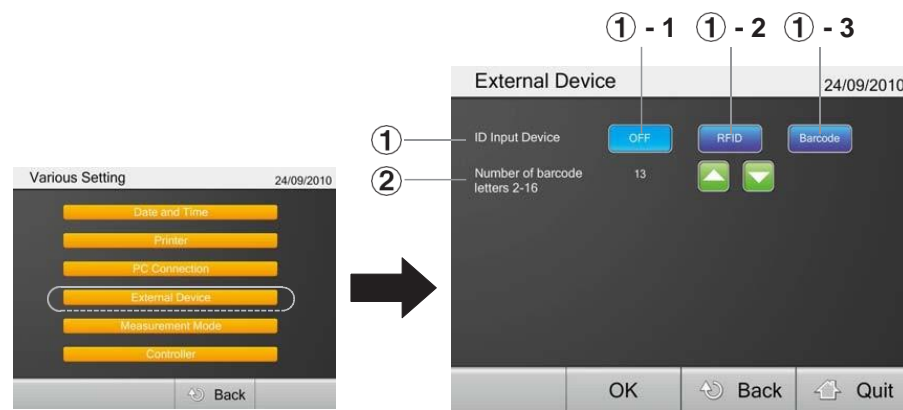 ① - 1 ① - 2 ① - 3
External Device 24/09/2010
① ID Input Device OFF RFID Barcode
② Number of barcode 13
letters 2-16
OK Back Quit
Various Setting 24/09/2010
Date and Time
Printer
PC Connection
External Device
Measurement Mode
Controller
Back